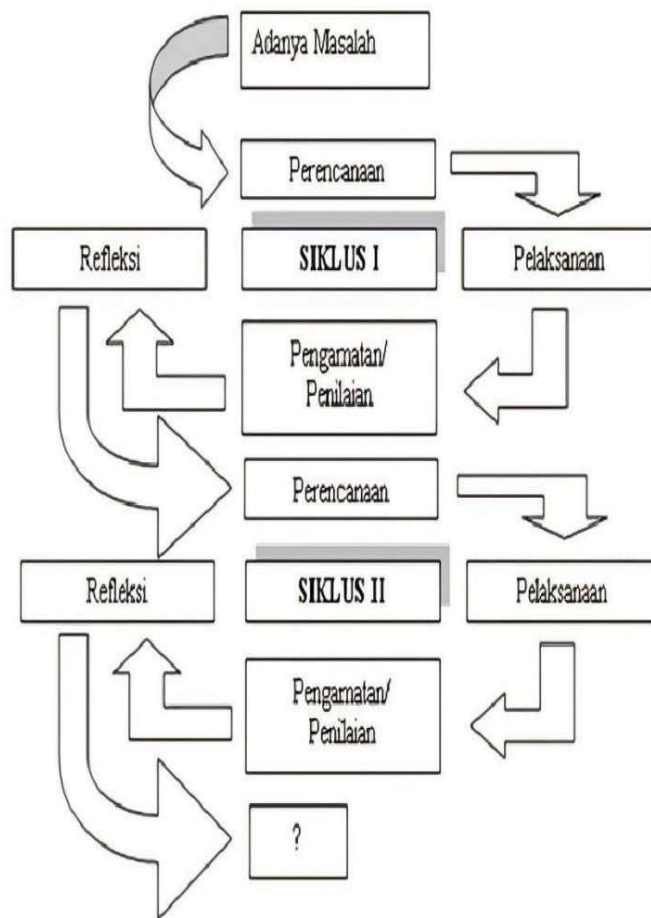 Adanya Masalah
Perencanaan
Refleksi
SIKLUS I
Pelaksanaan
Pengamatan/
Penilaian
Perencanaan
Refleksi
SIKLUS II
Pelaksanaan
Pengamatan/
Penilaian
?